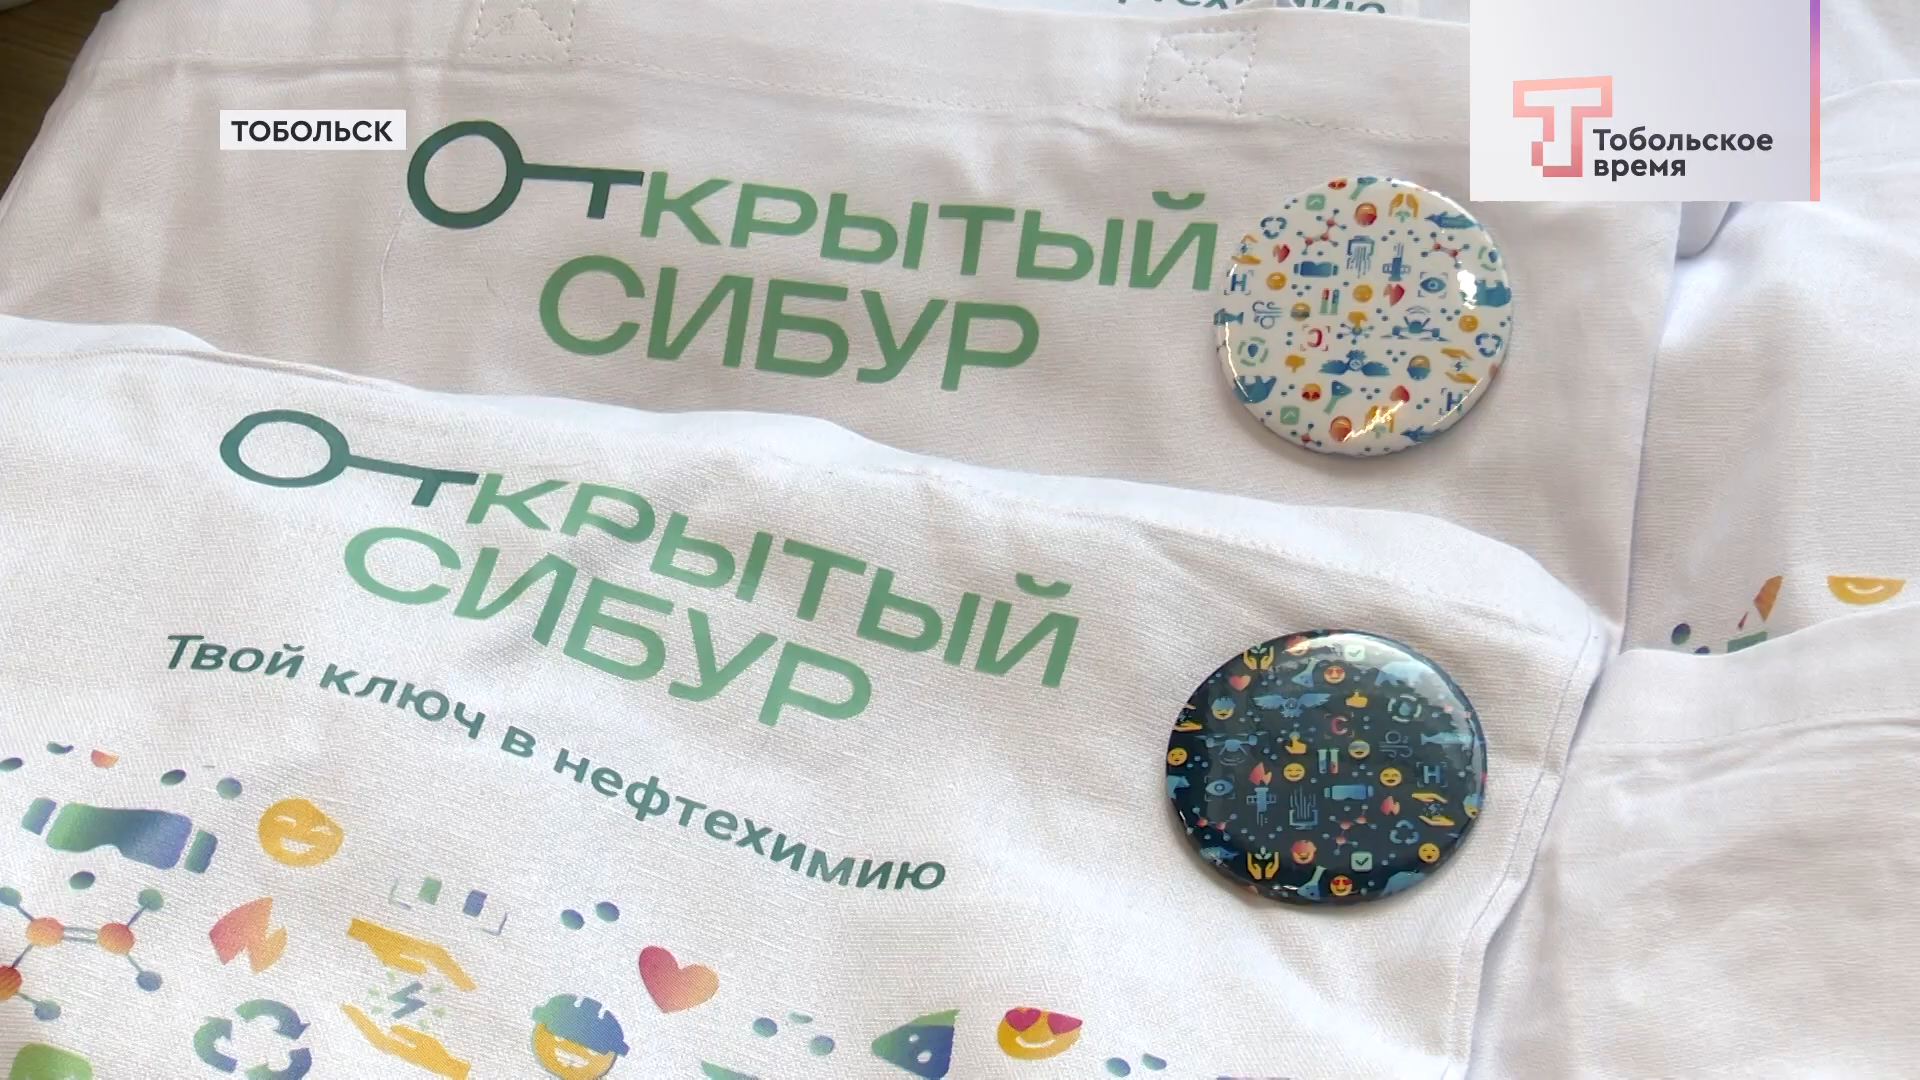 ТОБОЛЬСК
Тобольское
время
ОТКРЫТЫЙ
СИБУР
ОТКРЫТЫЙ
СИБУР
Твой ключ в нефтехимию